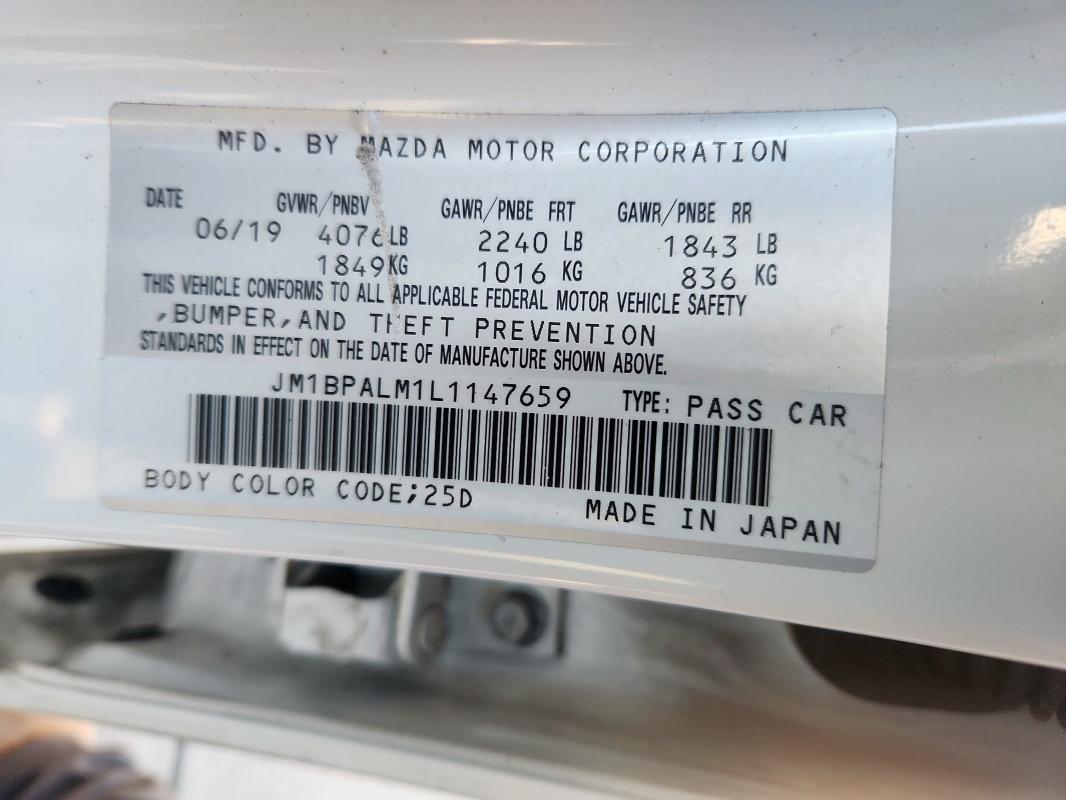 MFD. BY MAZDA MOTOR CORPORATION
DATE GVWR/PNBV GAWR/PNBE FRT GAWR/PNBE RR
06/19 4076LB 2240 LB 1843 LB
1849KG 1016 KG 836 KG
THIS VEHICLE CONFORMS TO ALL APPLICABLE FEDERAL MOTOR VEHICLE SAFETY
,BUMPER,AND THEFT PREVENTION
STANDARDS IN EFFECT ON THE DATE OF MANUFACTURE SHOWN ABOVE.
JM1BPALM1L1147659 TYPE: PASS CAR
BODY COLOR CODE;25D MADE IN JAPAN